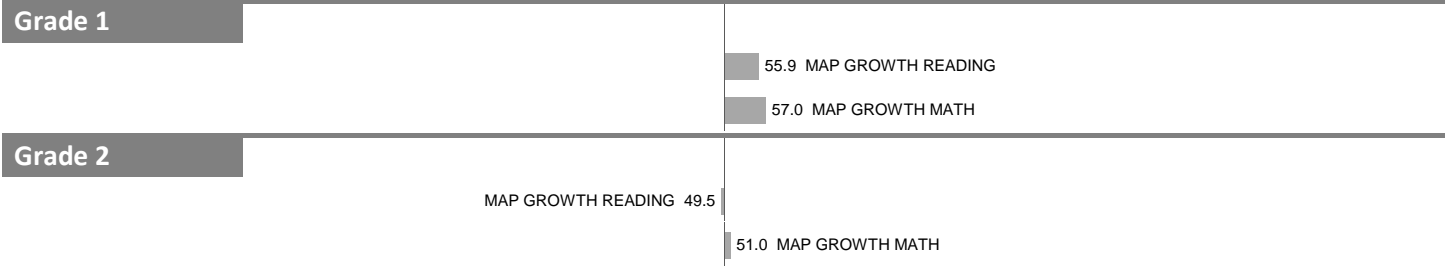 Grade 1
55.9 MAP GROWTH READING
57.0 MAP GROWTH MATH
Grade 2
MAP GROWTH READING 49.5
51.0 MAP GROWTH MATH